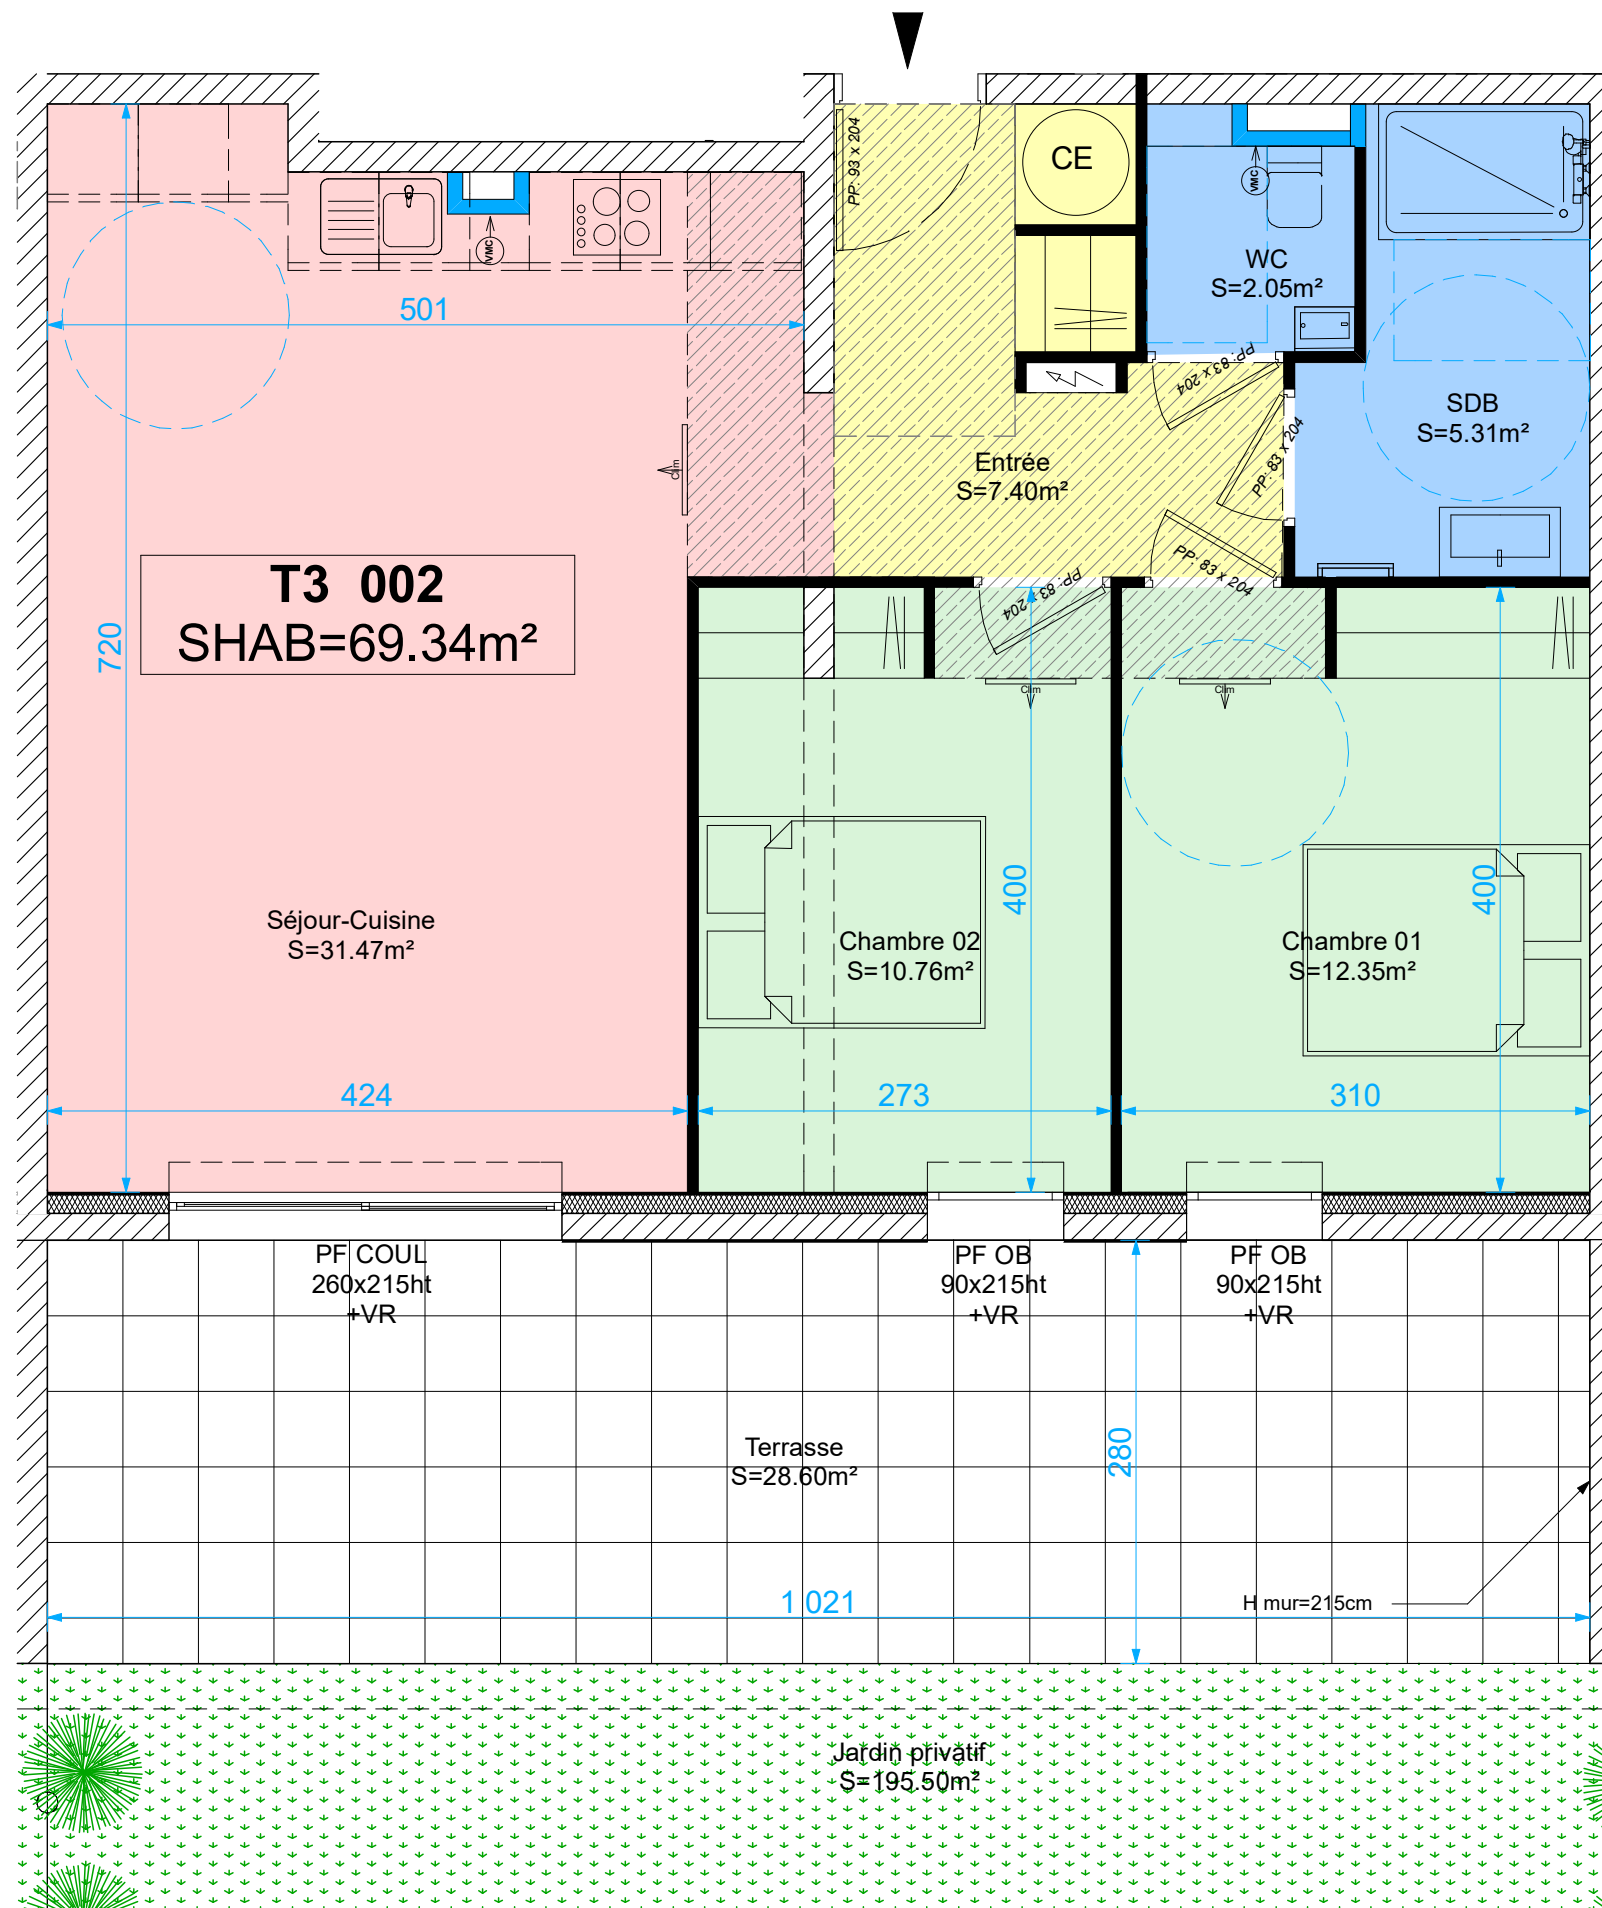 PP: 93 x 204
CE
VMC
VMC
WC
S=2.05m²
501
PP: 83 x 204
SDB
S=5.31m²
PP: 83 x 204
Entrée
S=7.40m²
Clim
T3 002
SHAB=69.34m²
720
PP: 83 x 204
PP: 83 x 204
Clim
Clim
Séjour-Cuisine
S=31.47m²
400
400
Chambre 02
S=10.76m²
Chambre 01
S=12.35m²
424
273
310
PF COUL
260x215ht
+VR
PF OB
90x215ht
+VR
PF OB
90x215ht
+VR
Terrasse
S=28.60m²
280
1 021
H mur=215cm
Jardin privatif
S=195.50m²